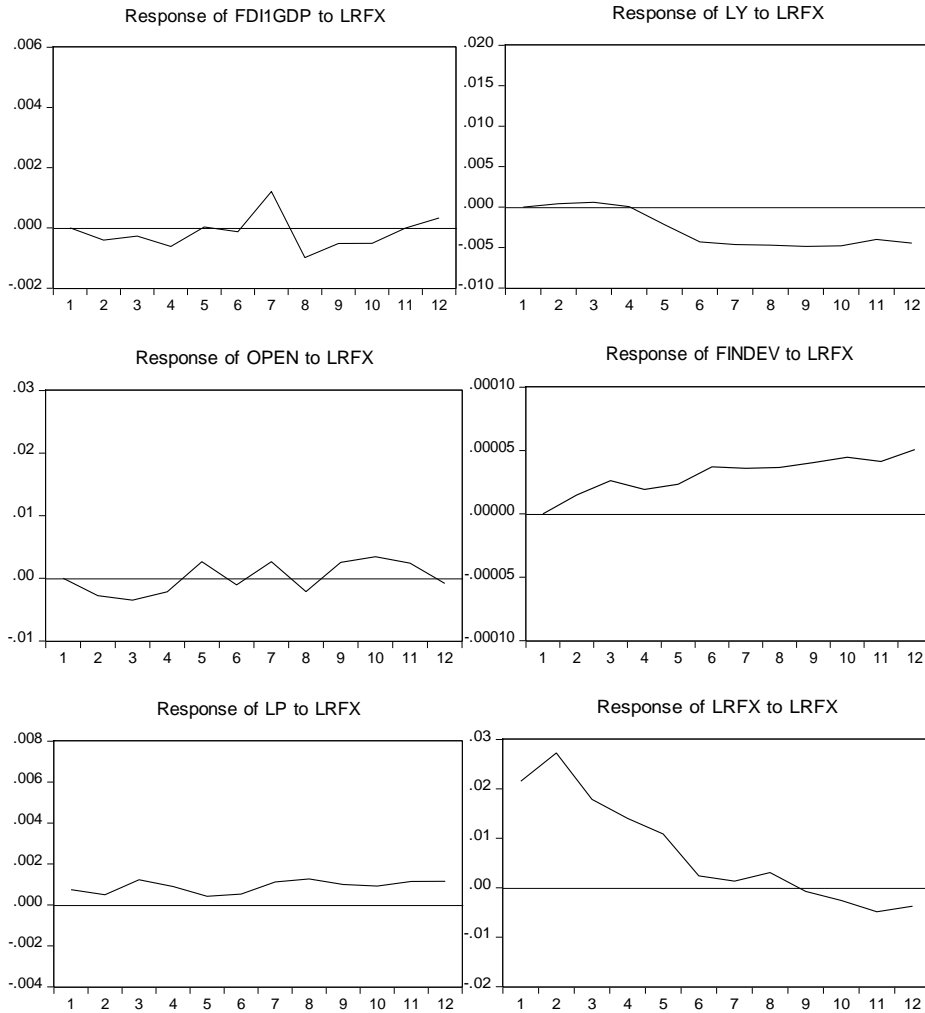 Response of FDI1GDP to LRFX
.006
.004
.002
.000
-.002
1 2 3 4 5 6 7 8 9 10 11 12
Response of LY to LRFX
.020
.015
.010
.005
.000
-.005
-.010
1 2 3 4 5 6 7 8 9 10 11 12
Response of OPEN to LRFX
.03
.02
.01
.00
-.01
1 2 3 4 5 6 7 8 9 10 11 12
Response of FINDEV to LRFX
.00010
.00005
.00000
-.00005
-.00010
1 2 3 4 5 6 7 8 9 10 11 12
Response of LP to LRFX
.008
.006
.004
.002
.000
-.002
-.004
1 2 3 4 5 6 7 8 9 10 11 12
Response of LRFX to LRFX
.03
.02
.01
.00
-.01
-.02
1 2 3 4 5 6 7 8 9 10 11 12